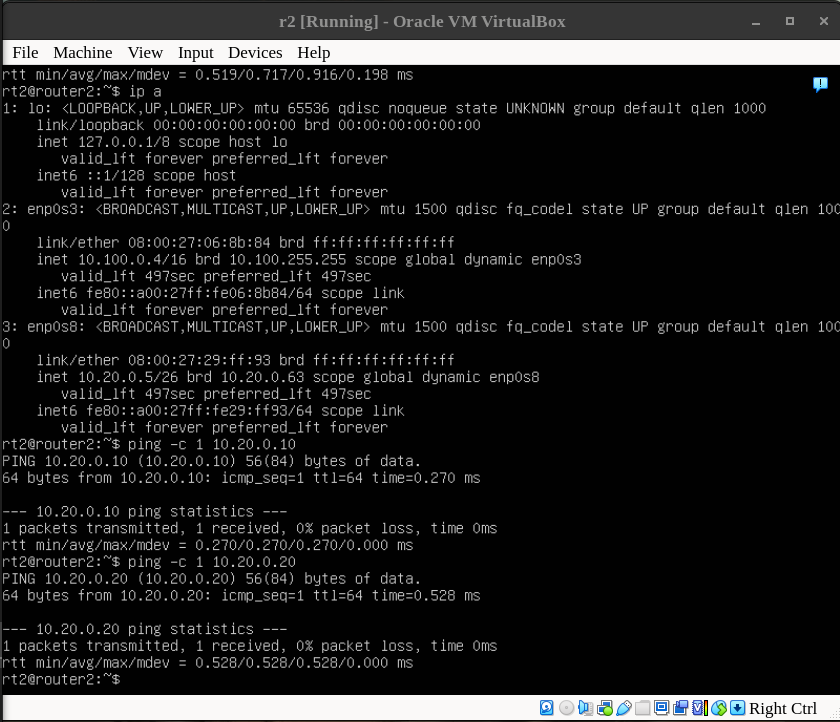 r2 [Running] - Oracle VM VirtualBox
File Machine View Input Devices Help
rtt min/avg/max/mdev = 0.519/0.717/0.916/0.198 ms
rt2@router2:~$ ip a
1: lo: <LOOPBACK,UP,LOWER_UP> mtu 65536 qdisc noqueue state UNKNOWN group default qlen 1000
    link/loopback 00:00:00:00:00:00 brd 00:00:00:00:00:00
    inet 127.0.0.1/8 scope host lo
       valid_lft forever preferred_lft forever
    inet6 ::1/128 scope host
       valid_lft forever preferred_lft forever
2: enp0s3: <BROADCAST,MULTICAST,UP,LOWER_UP> mtu 1500 qdisc fq_codel state UP group default qlen 100
0
    link/ether 08:00:27:06:8b:84 brd ff:ff:ff:ff:ff:ff
    inet 10.100.0.4/16 brd 10.100.255.255 scope global dynamic enp0s3
       valid_lft 497sec preferred_lft 497sec
    inet6 fe80::a00:27ff:fe06:8b84/64 scope link
       valid_lft forever preferred_lft forever
3: enp0s8: <BROADCAST,MULTICAST,UP,LOWER_UP> mtu 1500 qdisc fq_codel state UP group default qlen 100
0
    link/ether 08:00:27:29:ff:93 brd ff:ff:ff:ff:ff:ff
    inet 10.20.0.5/26 brd 10.20.0.63 scope global dynamic enp0s8
       valid_lft 497sec preferred_lft 497sec
    inet6 fe80::a00:27ff:fe29:ff93/64 scope link
       valid_lft forever preferred_lft forever
rt2@router2:~$ ping -c 1 10.20.0.10
PING 10.20.0.10 (10.20.0.10) 56(84) bytes of data.
64 bytes from 10.20.0.10: icmp_seq=1 ttl=64 time=0.270 ms
--- 10.20.0.10 ping statistics ---
1 packets transmitted, 1 received, 0% packet loss, time 0ms
rtt min/avg/max/mdev = 0.270/0.270/0.270/0.000 ms
rt2@router2:~$ ping -c 1 10.20.0.20
PING 10.20.0.20 (10.20.0.20) 56(84) bytes of data.
64 bytes from 10.20.0.20: icmp_seq=1 ttl=64 time=0.528 ms
--- 10.20.0.20 ping statistics ---
1 packets transmitted, 1 received, 0% packet loss, time 0ms
rtt min/avg/max/mdev = 0.528/0.528/0.528/0.000 ms
rt2@router2:~$
Right Ctrl